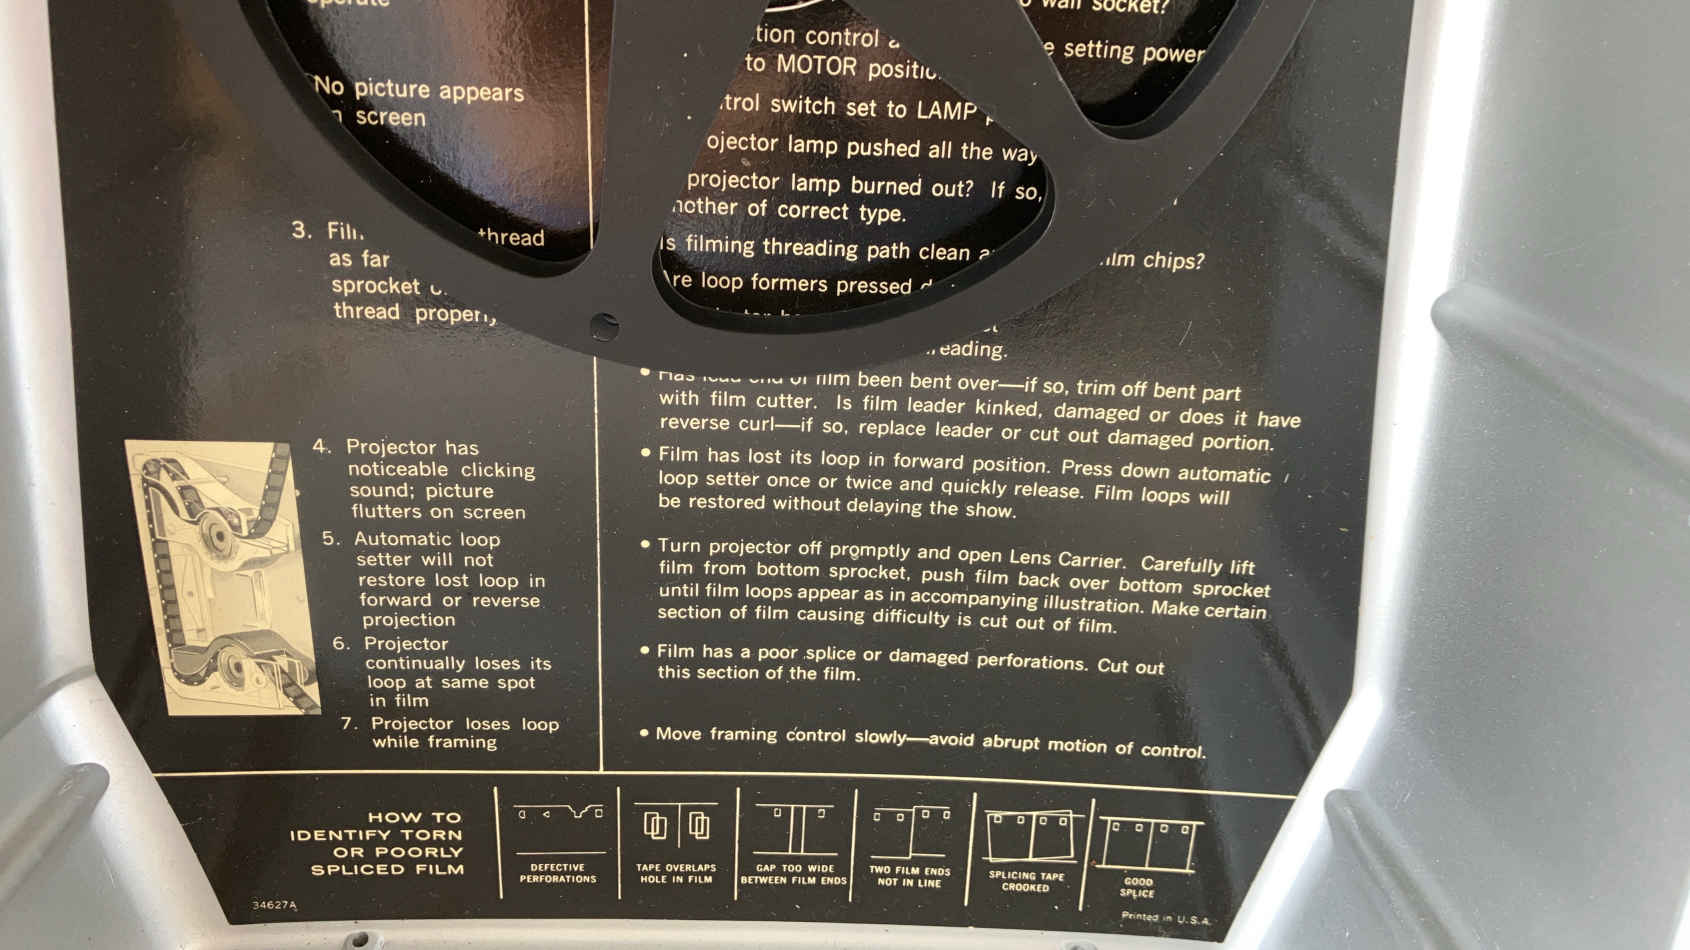 No picture appears
screen
3.
thread
as far
sprocket
thread properly
4. Projector has
noticeable clicking
sound; picture
flutters on screen
5. Automatic loop
setter will not
restore lost loop in
forward or reverse
projection
6. Projector
continually loses its
loop at same spot
in film
7. Projector loses loop
while framing
wall socket?
control
setting power
to MOTOR
switch set to LAMP
lamp pushed all the way
projector lamp burned out? If so,
of correct type.
Is filming threading path clean
chips?
loop formers pressed
• Has lead end of film been bent over—if so, trim off bent part
with film cutter. Is film leader kinked, damaged or does it have
reverse curl—if so, replace leader or cut out damaged portion.
• Film has lost its loop in forward position. Press down automatic
loop setter once or twice and quickly release. Film loops will
be restored without delaying the show.
• Turn projector off promptly and open Lens Carrier. Carefully lift
film from bottom sprocket, push film back over bottom sprocket
until film loops appear as in accompanying illustration. Make certain
section of film causing difficulty is cut out of film.
• Film has a poor splice or damaged perforations. Cut out
this section of the film.
• Move framing control slowly—avoid abrupt motion of control.
HOW TO
IDENTIFY TORN
OR POORLY
SPLICED FILM
DEFECTIVE
PERFORATIONS
TAPE OVERLAPS
HOLE IN FILM
GAP TOO WIDE
BETWEEN FILM ENDS
TWO FILM ENDS
NOT IN LINE
SPLICING TAPE
CROOKED
GOOD
SPLICE
34627A
Printed in U.S.A.